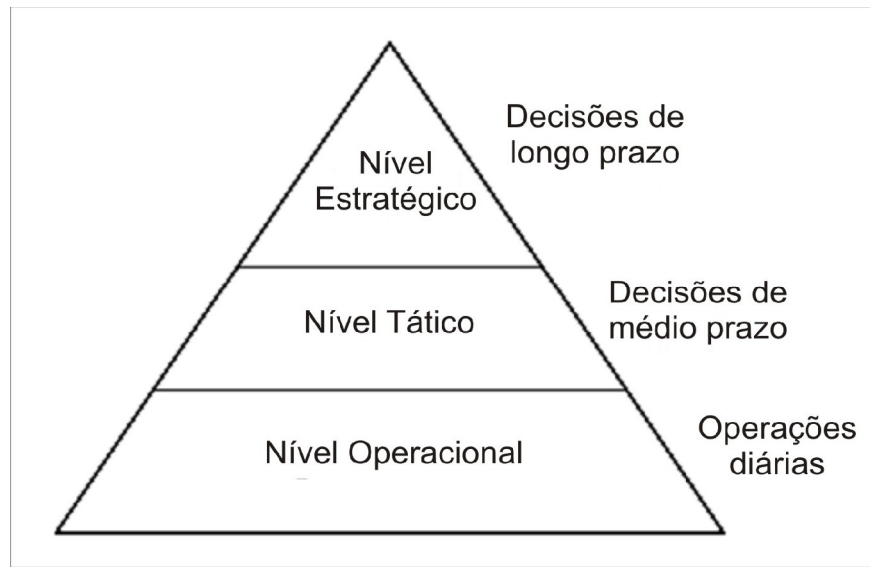 Decisões de
longo prazo
Nível
Estratégico
Decisões de
médio prazo
Nível Tático
Operações
diárias
Nível Operacional